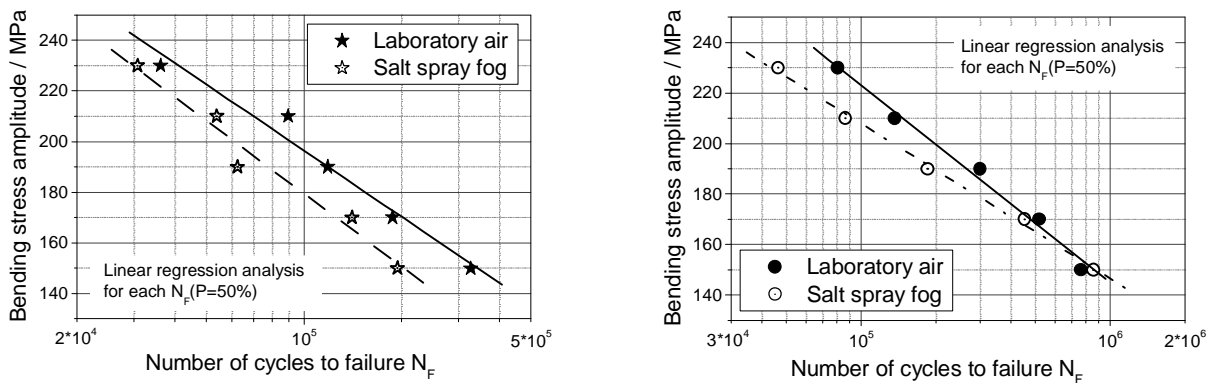 Bending stress amplitude / MPa
240
220
200
180
160
140
Laboratory air
Salt spray fog
Linear regression analysis
for each N_F(P=50%)
2*10^4
10^5
5*10^5
Number of cycles to failure N_F
Bending stress amplitude / MPa
240
220
200
180
160
140
Linear regression analysis
for each N_F(P=50%)
Laboratory air
Salt spray fog
3*10^4
10^5
10^6
2*10^6
Number of cycles to failure N_F